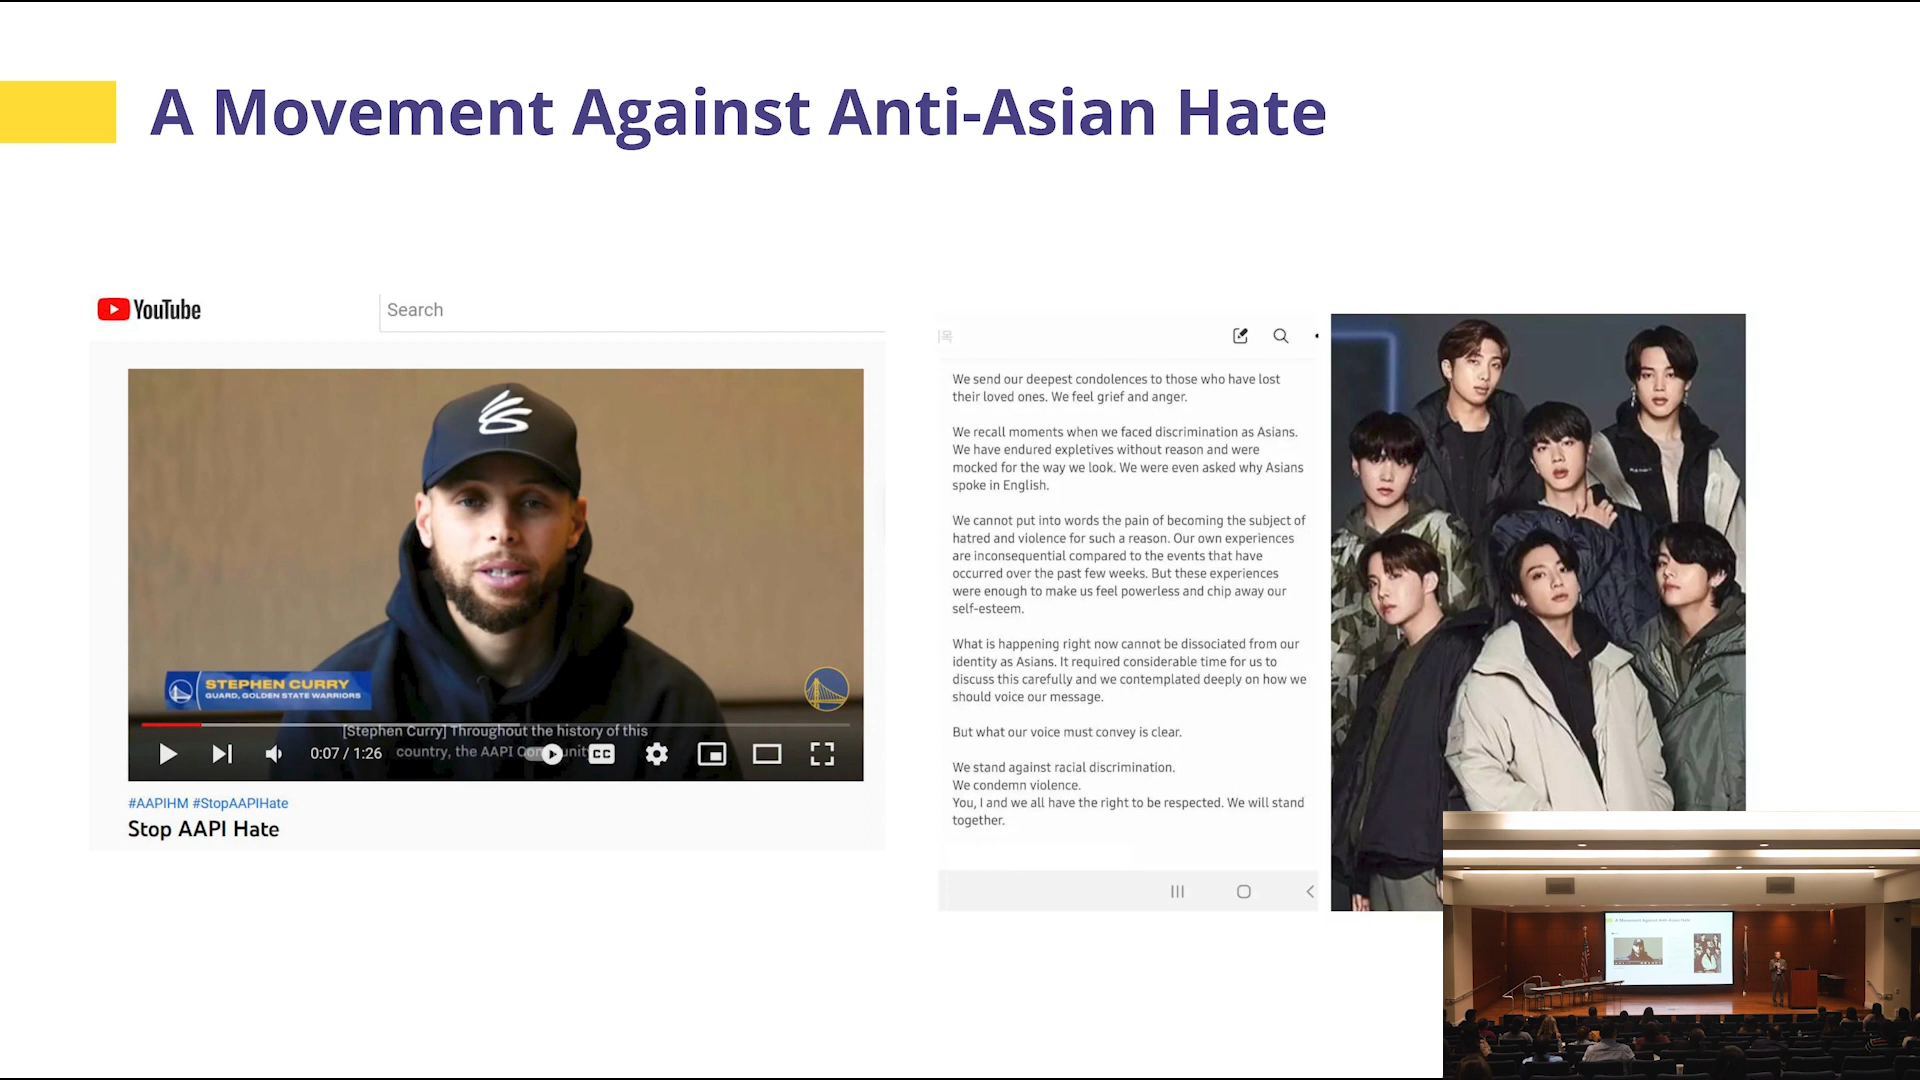 A Movement Against Anti-Asian Hate
YouTube
Search
STEPHEN CURRY
GUARD, GOLDEN STATE WARRIORS
[Stephen Curry] Throughout the history of this
country, the AAPI
0:07 / 1:26
CC
#AAPIHM #StopAAPIHate
Stop AAPI Hate
We send our deepest condolences to those who have lost
their loved ones. We feel grief and anger.
We recall moments when we faced discrimination as Asians.
We have endured expletives without reason and were
mocked for the way we look. We were even asked why Asians
spoke in English.
We cannot put into words the pain of becoming the subject of
hatred and violence for such a reason. Our own experiences
are inconsequential compared to the events that have
occurred over the past few weeks. But these experiences
were enough to make us feel powerless and chip away our
self-esteem.
What is happening right now cannot be dissociated from our
identity as Asians. It required considerable time for us to
discuss this carefully and we contemplated deeply on how we
should voice our message.
But what our voice must convey is clear.
We stand against racial discrimination.
We condemn violence.
You, I and we all have the right to be respected. We will stand
together.
A Movement Against Anti-Asian Hate